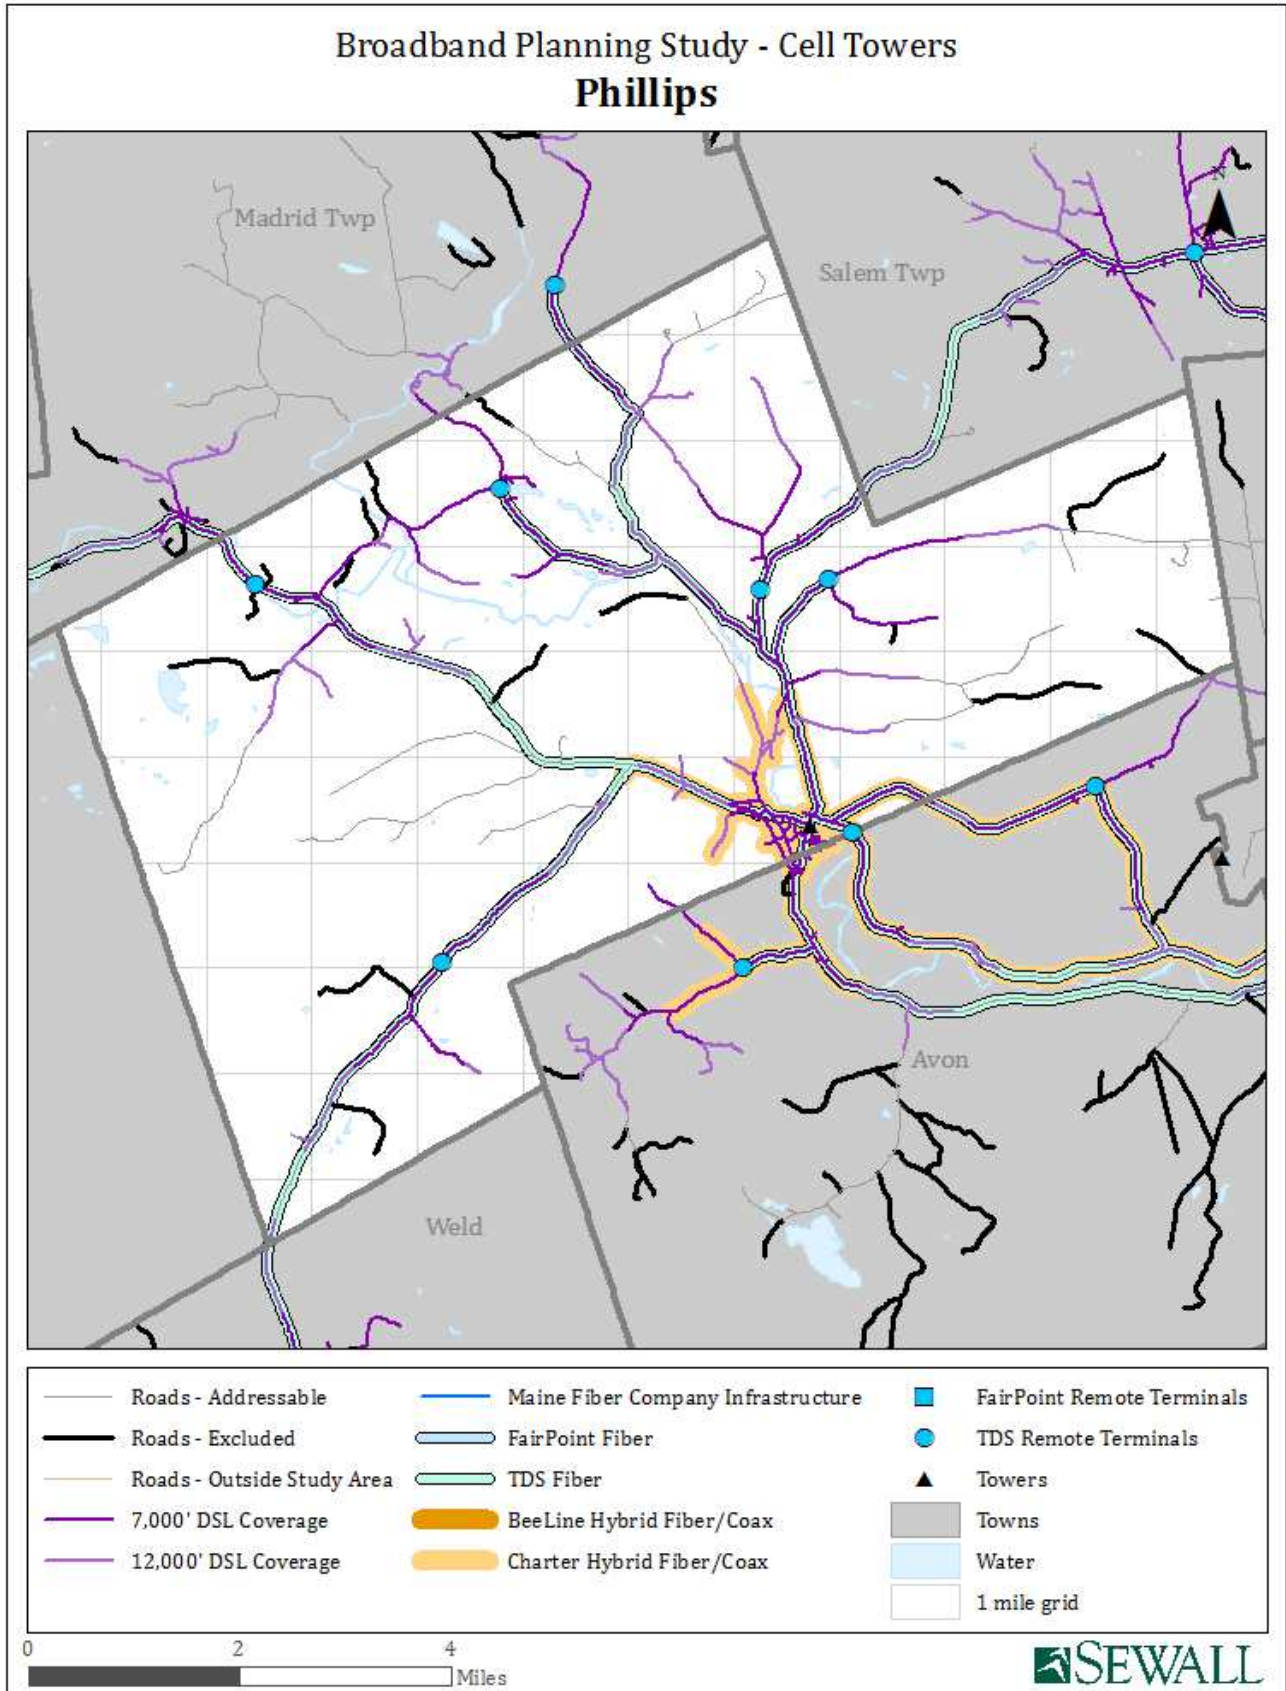 Broadband Planning Study - Cell Towers
Phillips
N
Madrid Twp
Salem Twp
Avon
Weld
Roads - Addressable
Roads - Excluded
Roads - Outside Study Area
7,000' DSL Coverage
12,000' DSL Coverage
Maine Fiber Company Infrastructure
FairPoint Fiber
TDS Fiber
BeeLine Hybrid Fiber/Coax
Charter Hybrid Fiber/Coax
FairPoint Remote Terminals
TDS Remote Terminals
Towers
Towns
Water
1 mile grid
0 2 4
Miles
SEWALL